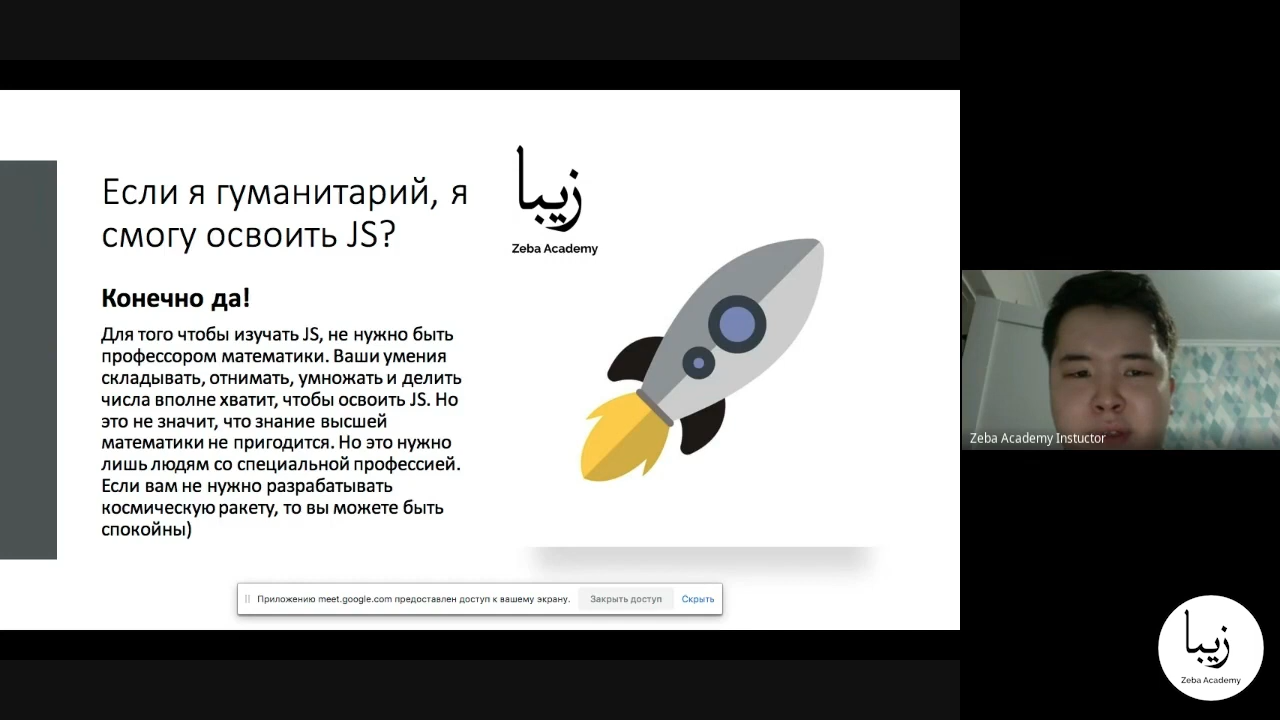 Если я гуманитарий, я
смогу освоить JS?
زيبا
Zeba Academy
Конечно да!
Для того чтобы изучать JS, не нужно быть
профессором математики. Ваши умения
складывать, отнимать, умножать и делить
числа вполне хватит, чтобы освоить JS. Но
это не значит, что знание высшей
математики не пригодится. Но это нужно
лишь людям со специальной профессией.
Если вам не нужно разрабатывать
космическую ракету, то вы можете быть
спокойны)
Приложению meet.google.com предоставлен доступ к вашему экрану. Закрыть доступ Скрыть
Zeba Academy Instuctor
زيبا
Zeba Academy